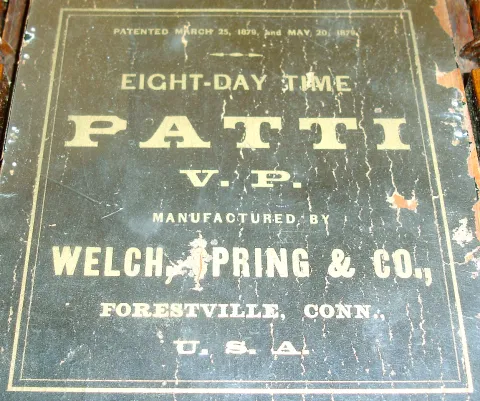 PATENTED MARCH 25, 1879, and MAY, 20, 1879.
EIGHT-DAY TIME
PATTI
V. P.
MANUFACTURED BY
WELCH, SPRING & CO.,
FORESTVILLE, CONN.,
U. S. A.